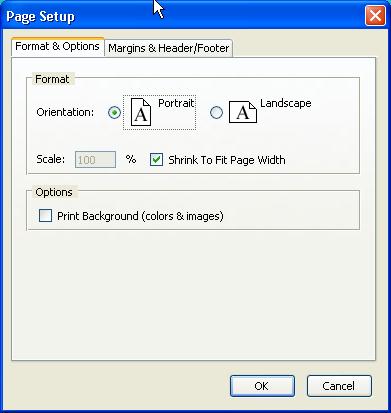 Page Setup
Format & Options
Margins & Header/Footer
Format
Orientation:
A Portrait
A Landscape
Scale: 100 % Shrink To Fit Page Width
Options
Print Background (colors & images)
OK Cancel